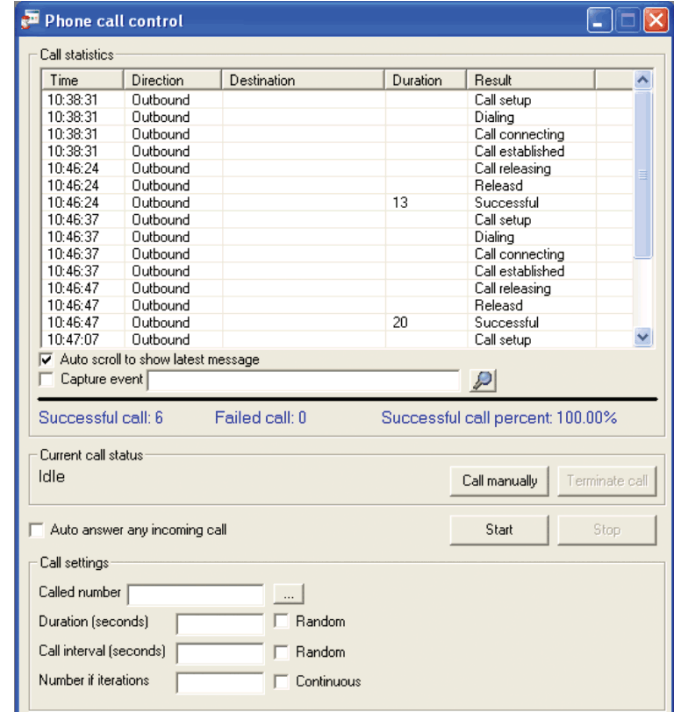 Phone call control
Call statistics
Time Direction Destination Duration Result
10:38:31 Outbound Call setup
10:38:31 Outbound Dialing
10:38:31 Outbound Call connecting
10:38:31 Outbound Call established
10:46:24 Outbound Call releasing
10:46:24 Outbound Releasd
10:46:24 Outbound 13 Successful
10:46:37 Outbound Call setup
10:46:37 Outbound Dialing
10:46:37 Outbound Call connecting
10:46:37 Outbound Call established
10:46:47 Outbound Call releasing
10:46:47 Outbound Releasd
10:46:47 Outbound 20 Successful
10:47:07 Outbound Call setup
Auto scroll to show latest message
Capture event
Successful call: 6 Failed call: 0 Successful call percent: 100.00%
Current call status
Idle
Call manually Terminate call
Auto answer any incoming call Start Stop
Call settings
Called number ...
Duration (seconds) Random
Call interval (seconds) Random
Number if iterations Continuous